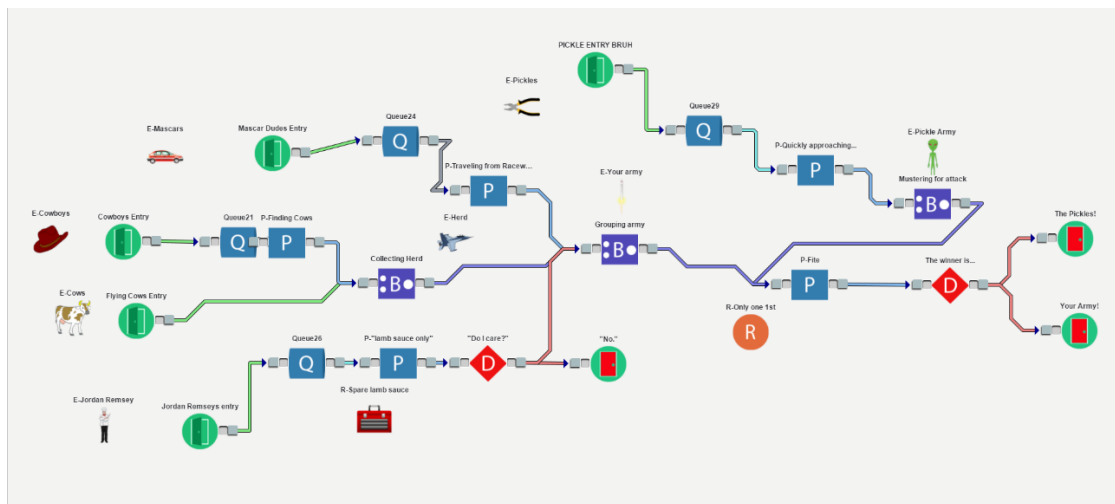 PICKLE ENTRY BRUH
E-Pickles
Queue29
Queue24
E-Mascars
Mascar Dudes Entry
E-Pickle Army
P-Quickly approaching...
P-Traveling from Racew...
E-Your army
Mustering for attack
E-Cowboys
Cowboys Entry
Queue21
P-Finding Cows
E-Herd
Grouping army
The Pickles!
Collecting Herd
P-Fite
The winner is...
E-Cows
Flying Cows Entry
R-Only one 1st
Your Army!
Queue26
P-"lamb sauce only"
"Do I care?"
"No."
R-Spare lamb sauce
E-Jordan Remsey
Jordan Remseys entry
Q
Q
P
P
B
Q
P
B
B
P
D
R
Q
P
D